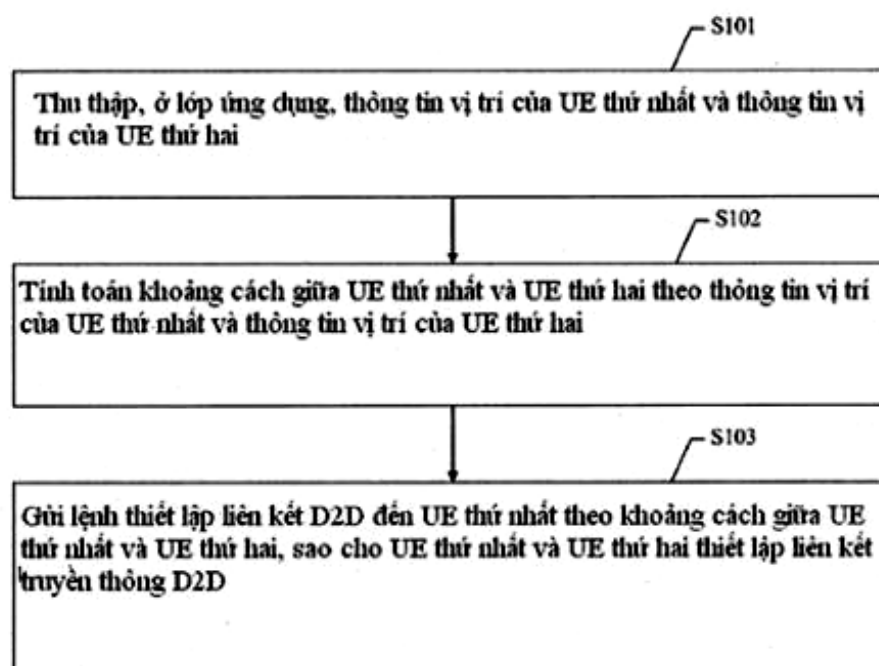 S101
Thu thập, ở lớp ứng dụng, thông tin vị trí của UE thứ nhất và thông tin vị
trí của UE thứ hai
S102
Tính toán khoảng cách giữa UE thứ nhất và UE thứ hai theo thông tin vị trí
của UE thứ nhất và thông tin vị trí của UE thứ hai
S103
Gửi lệnh thiết lập liên kết D2D đến UE thứ nhất theo khoảng cách giữa UE
thứ nhất và UE thứ hai, sao cho UE thứ nhất và UE thứ hai thiết lập liên kết
truyền thông D2D